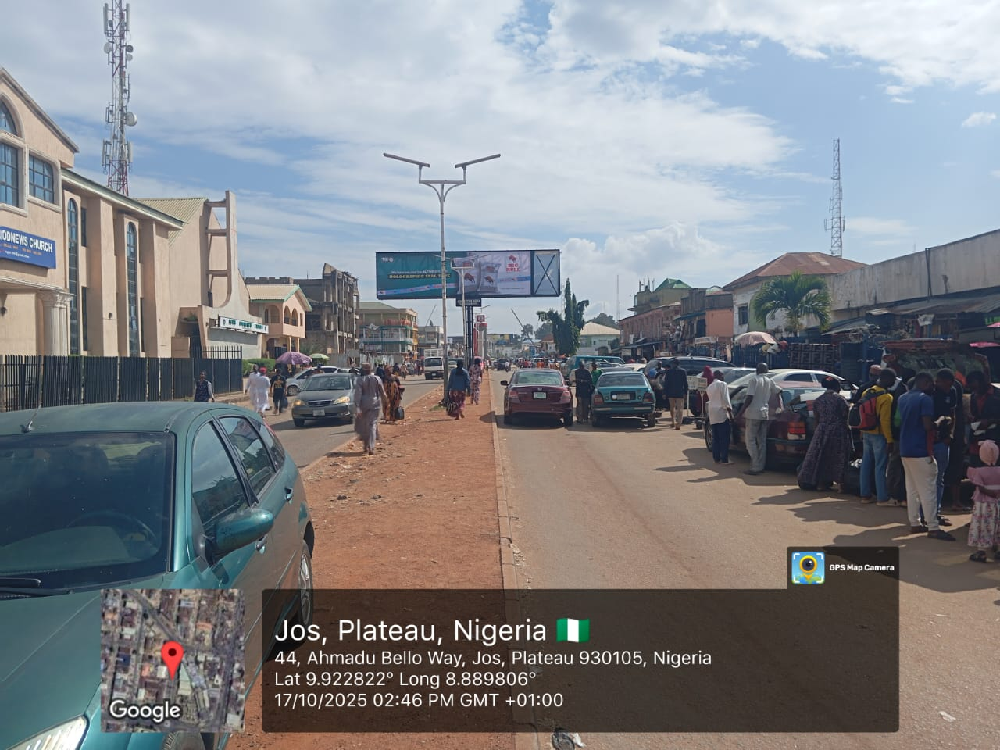 ODNEWS CHURCH
TGI
HOLOGRAPHIC SEAL TAPE
BIG
BULL
GPS Map Camera
Jos, Plateau, Nigeria
44, Ahmadu Bello Way, Jos, Plateau 930105, Nigeria
Lat 9.922822° Long 8.889806°
17/10/2025 02:46 PM GMT +01:00
Google